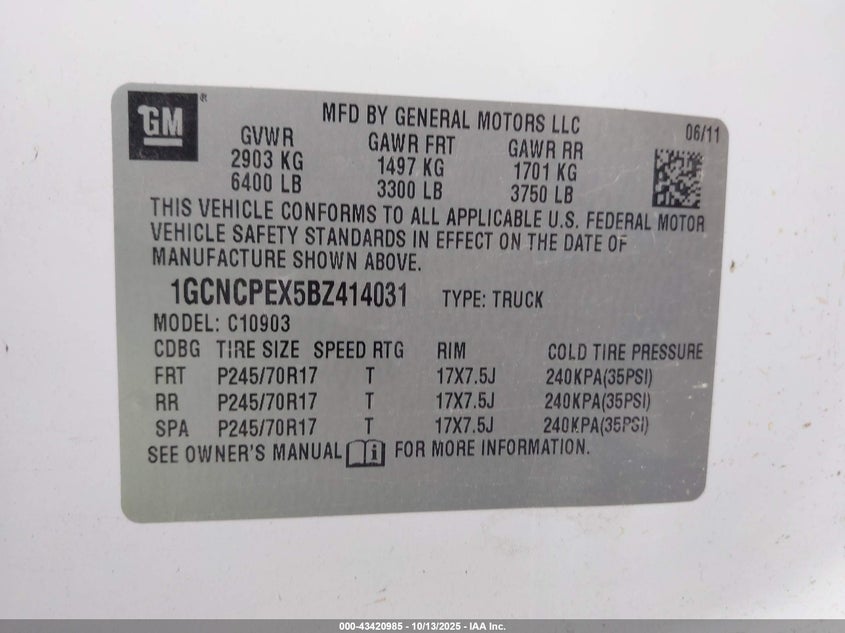 GM ®
MFD BY GENERAL MOTORS LLC
06/11
GVWR GAWR FRT GAWR RR
2903 KG 1497 KG 1701 KG
6400 LB 3300 LB 3750 LB
THIS VEHICLE CONFORMS TO ALL APPLICABLE U.S. FEDERAL MOTOR
VEHICLE SAFETY STANDARDS IN EFFECT ON THE DATE OF
MANUFACTURE SHOWN ABOVE.
1GCNCPEX5BZ414031 TYPE: TRUCK
MODEL: C10903
CDBG TIRE SIZE SPEED RTG RIM COLD TIRE PRESSURE
FRT P245/70R17 T 17X7.5J 240KPA(35PSI)
RR P245/70R17 T 17X7.5J 240KPA(35PSI)
SPA P245/70R17 T 17X7.5J 240KPA(35PSI)
SEE OWNER'S MANUAL i FOR MORE INFORMATION.
000-43420985 - 10/13/2025 - IAA Inc.